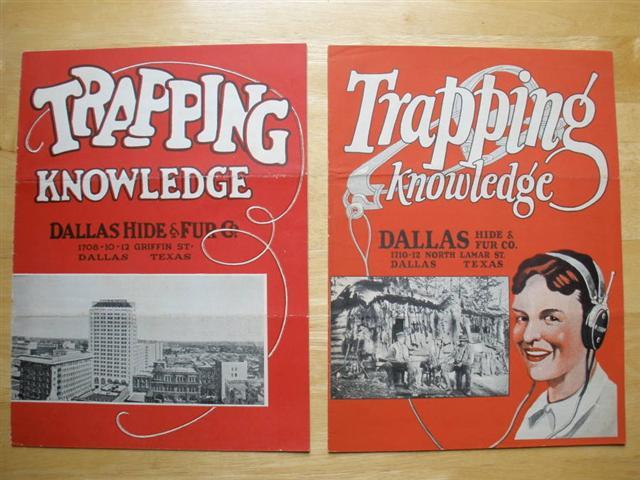 TRAPPING
KNOWLEDGE
DALLAS HIDE & FUR CO.
1708-10-12 GRIFFIN ST.
DALLAS TEXAS
Trapping
Knowledge
DALLAS HIDE &
FUR CO.
1710-12 NORTH LAMAR ST.
DALLAS TEXAS